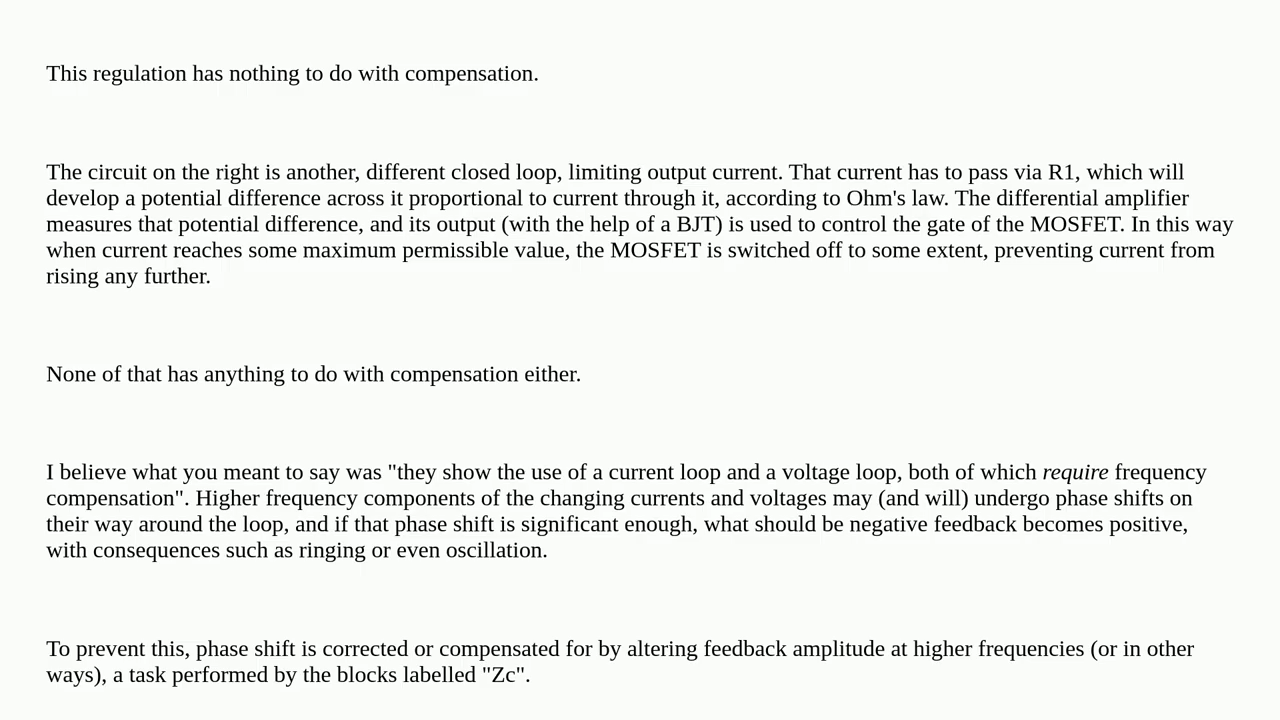 This regulation has nothing to do with compensation.
The circuit on the right is another, different closed loop, limiting output current. That current has to pass via R1, which will
develop a potential difference across it proportional to current through it, according to Ohm's law. The differential amplifier
measures that potential difference, and its output (with the help of a BJT) is used to control the gate of the MOSFET. In this way
when current reaches some maximum permissible value, the MOSFET is switched off to some extent, preventing current from
rising any further.
None of that has anything to do with compensation either.
I believe what you meant to say was "they show the use of a current loop and a voltage loop, both of which require frequency
compensation". Higher frequency components of the changing currents and voltages may (and will) undergo phase shifts on
their way around the loop, and if that phase shift is significant enough, what should be negative feedback becomes positive,
with consequences such as ringing or even oscillation.
To prevent this, phase shift is corrected or compensated for by altering feedback amplitude at higher frequencies (or in other
ways), a task performed by the blocks labelled "Zc".